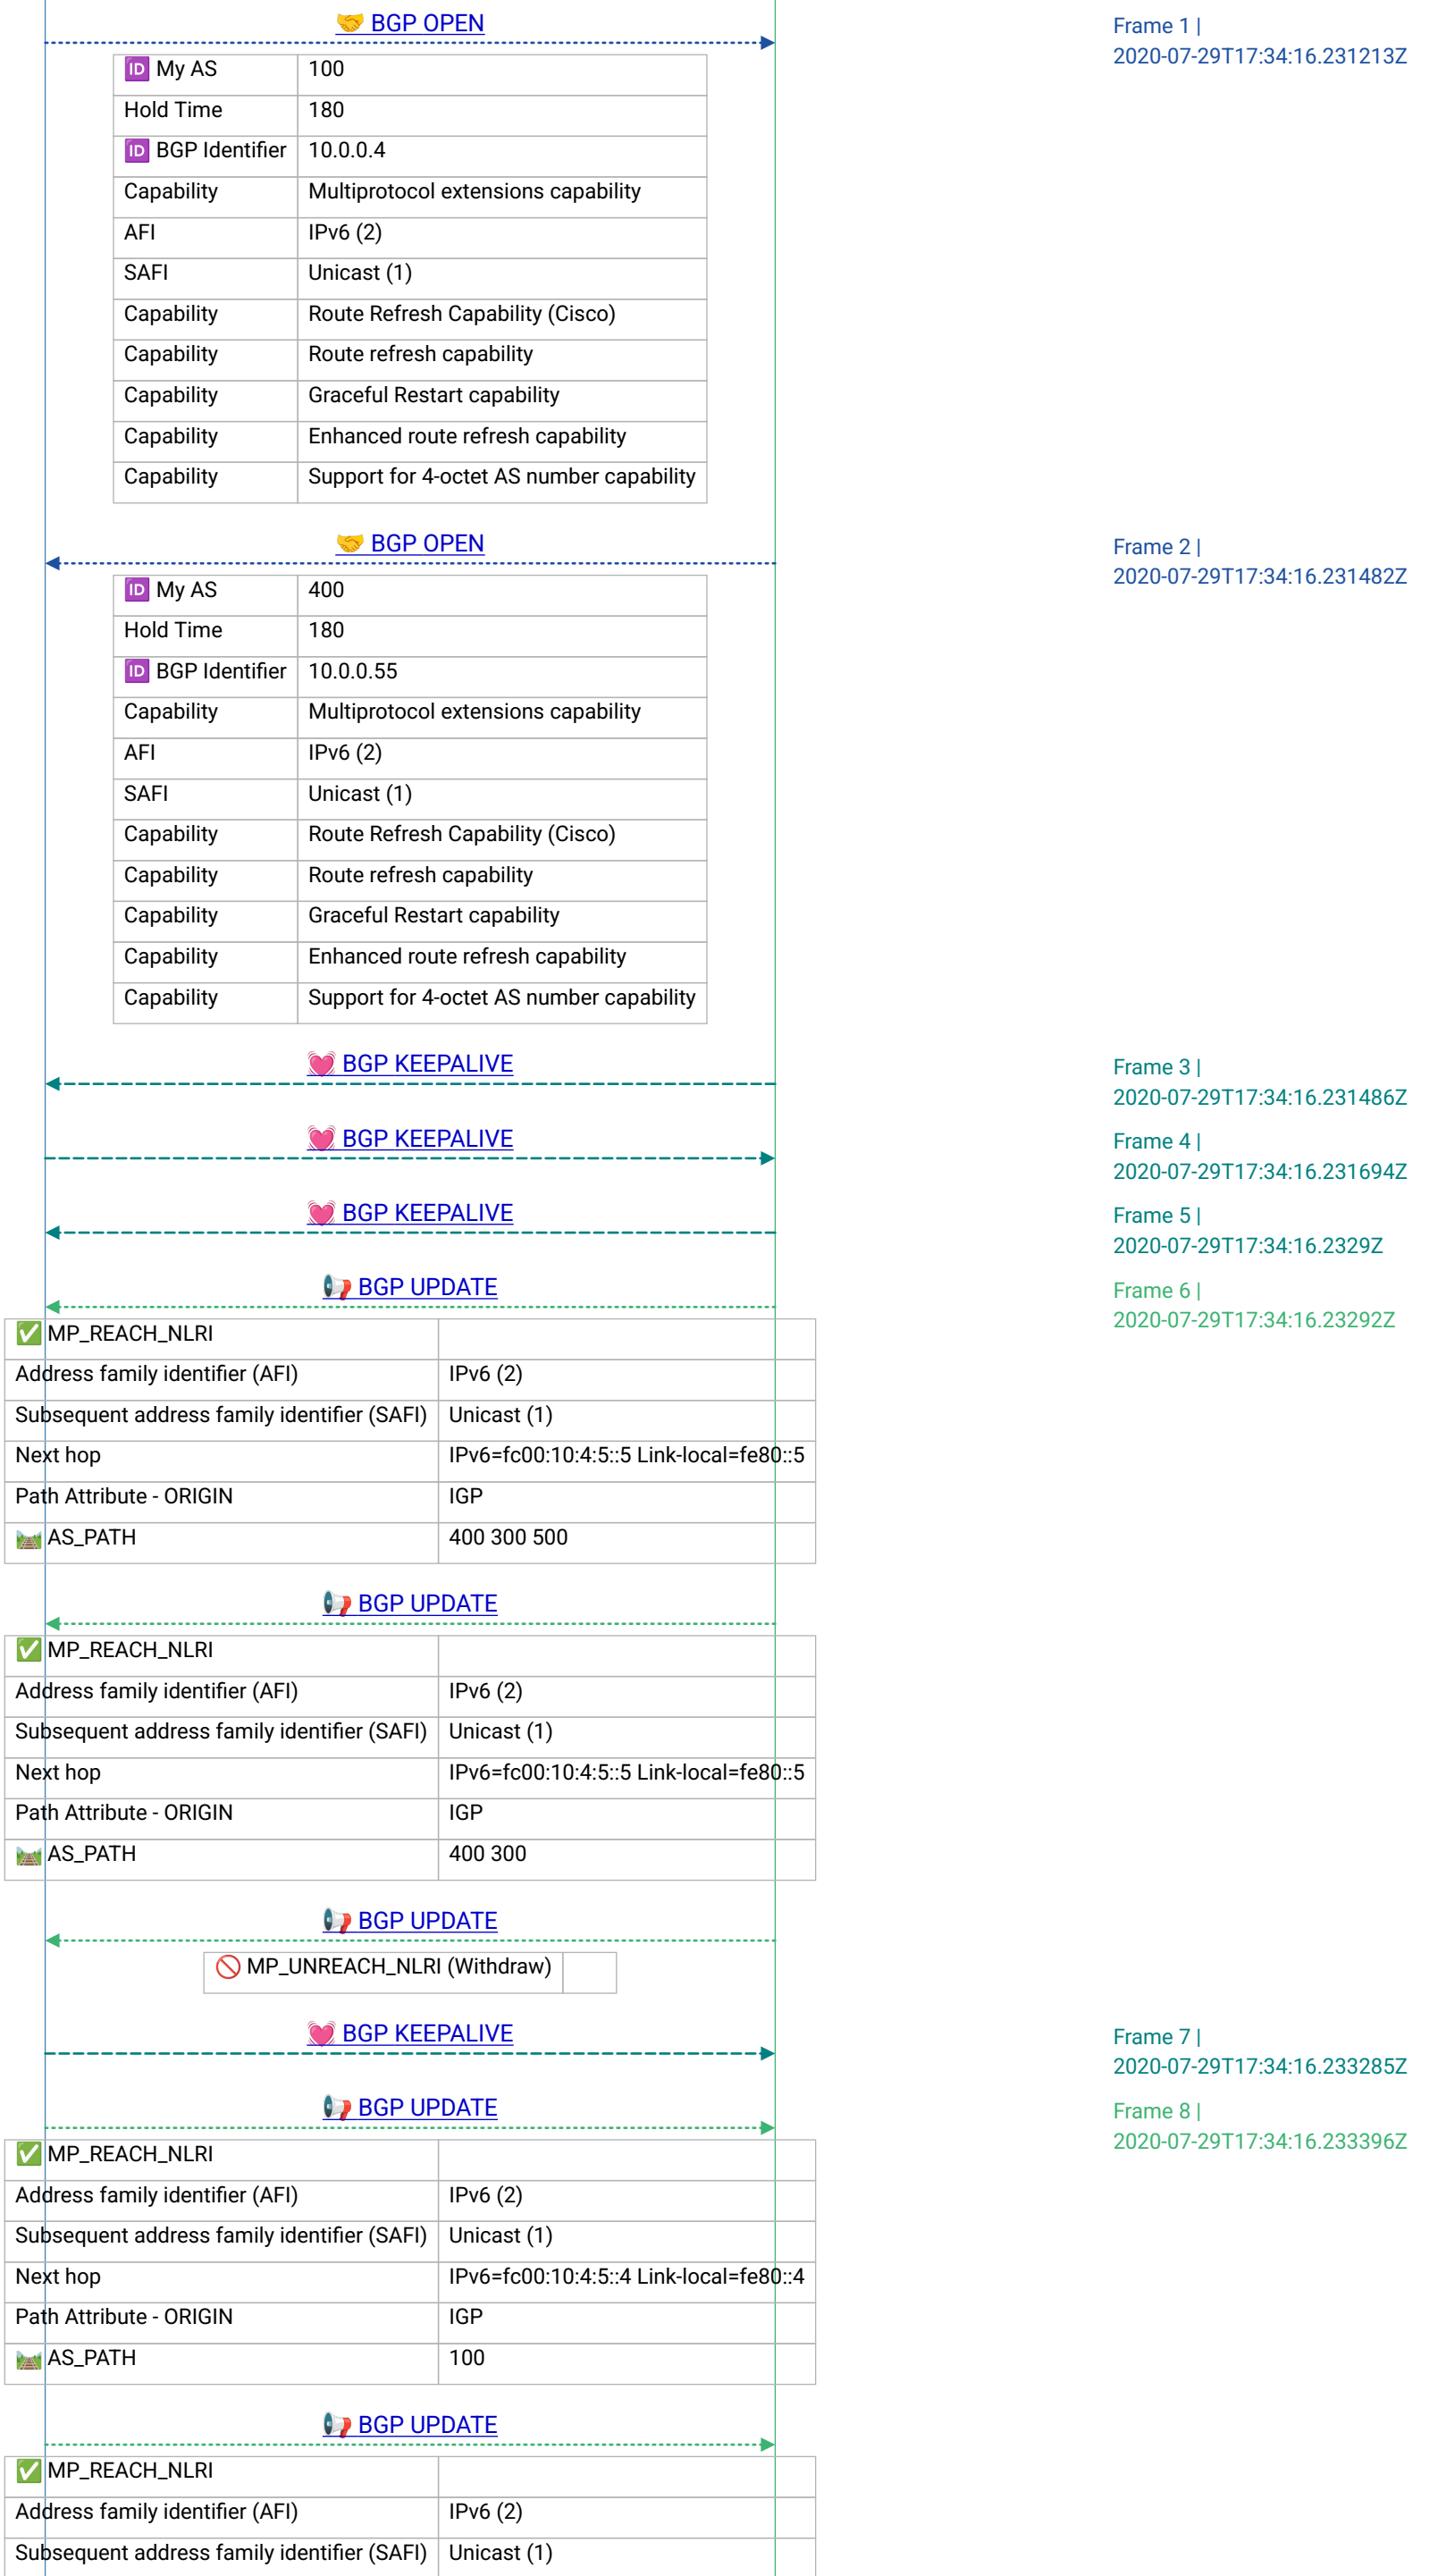 🤝 BGP OPEN
Frame 1 |
2020-07-29T17:34:16.231213Z
🆔 My AS 100
Hold Time 180
🆔 BGP Identifier 10.0.0.4
Capability Multiprotocol extensions capability
AFI IPv6 (2)
SAFI Unicast (1)
Capability Route Refresh Capability (Cisco)
Capability Route refresh capability
Capability Graceful Restart capability
Capability Enhanced route refresh capability
Capability Support for 4-octet AS number capability
🤝 BGP OPEN
Frame 2 |
2020-07-29T17:34:16.231482Z
🆔 My AS 400
Hold Time 180
🆔 BGP Identifier 10.0.0.55
Capability Multiprotocol extensions capability
AFI IPv6 (2)
SAFI Unicast (1)
Capability Route Refresh Capability (Cisco)
Capability Route refresh capability
Capability Graceful Restart capability
Capability Enhanced route refresh capability
Capability Support for 4-octet AS number capability
💓 BGP KEEPALIVE
Frame 3 |
2020-07-29T17:34:16.231486Z
💓 BGP KEEPALIVE
Frame 4 |
2020-07-29T17:34:16.231694Z
💓 BGP KEEPALIVE
Frame 5 |
2020-07-29T17:34:16.2329Z
📢 BGP UPDATE
Frame 6 |
2020-07-29T17:34:16.23292Z
✅ MP_REACH_NLRI
Address family identifier (AFI) IPv6 (2)
Subsequent address family identifier (SAFI) Unicast (1)
Next hop IPv6=fc00:10:4:5::5 Link-local=fe80::5
Path Attribute - ORIGIN IGP
🛤️ AS_PATH 400 300 500
📢 BGP UPDATE
✅ MP_REACH_NLRI
Address family identifier (AFI) IPv6 (2)
Subsequent address family identifier (SAFI) Unicast (1)
Next hop IPv6=fc00:10:4:5::5 Link-local=fe80::5
Path Attribute - ORIGIN IGP
🛤️ AS_PATH 400 300
📢 BGP UPDATE
🚫 MP_UNREACH_NLRI (Withdraw)
💓 BGP KEEPALIVE
Frame 7 |
2020-07-29T17:34:16.233285Z
📢 BGP UPDATE
Frame 8 |
2020-07-29T17:34:16.233396Z
✅ MP_REACH_NLRI
Address family identifier (AFI) IPv6 (2)
Subsequent address family identifier (SAFI) Unicast (1)
Next hop IPv6=fc00:10:4:5::4 Link-local=fe80::4
Path Attribute - ORIGIN IGP
🛤️ AS_PATH 100
📢 BGP UPDATE
✅ MP_REACH_NLRI
Address family identifier (AFI) IPv6 (2)
Subsequent address family identifier (SAFI) Unicast (1)